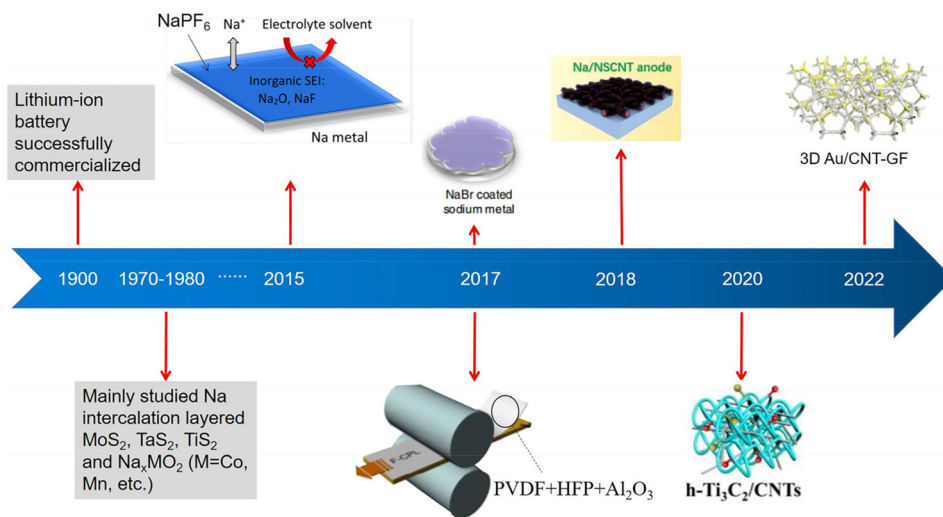 NaPF₆
Na⁺
Electrolyte solvent
Inorganic SEI:
Na₂O, NaF
Na metal
Lithium-ion
battery
successfully
commercialized
NaBr coated
sodium metal
Na/NSCNT anode
3D Au/CNT-GF
1900
1970-1980
......
2015
2017
2018
2020
2022
Mainly studied Na
intercalation layered
MoS₂, TaS₂, TiS₂
and NaₓMO₂ (M=Co,
Mn, etc.)
F-CPL
PVDF+HFP+Al₂O₃
h-Ti₃C₂/CNTs